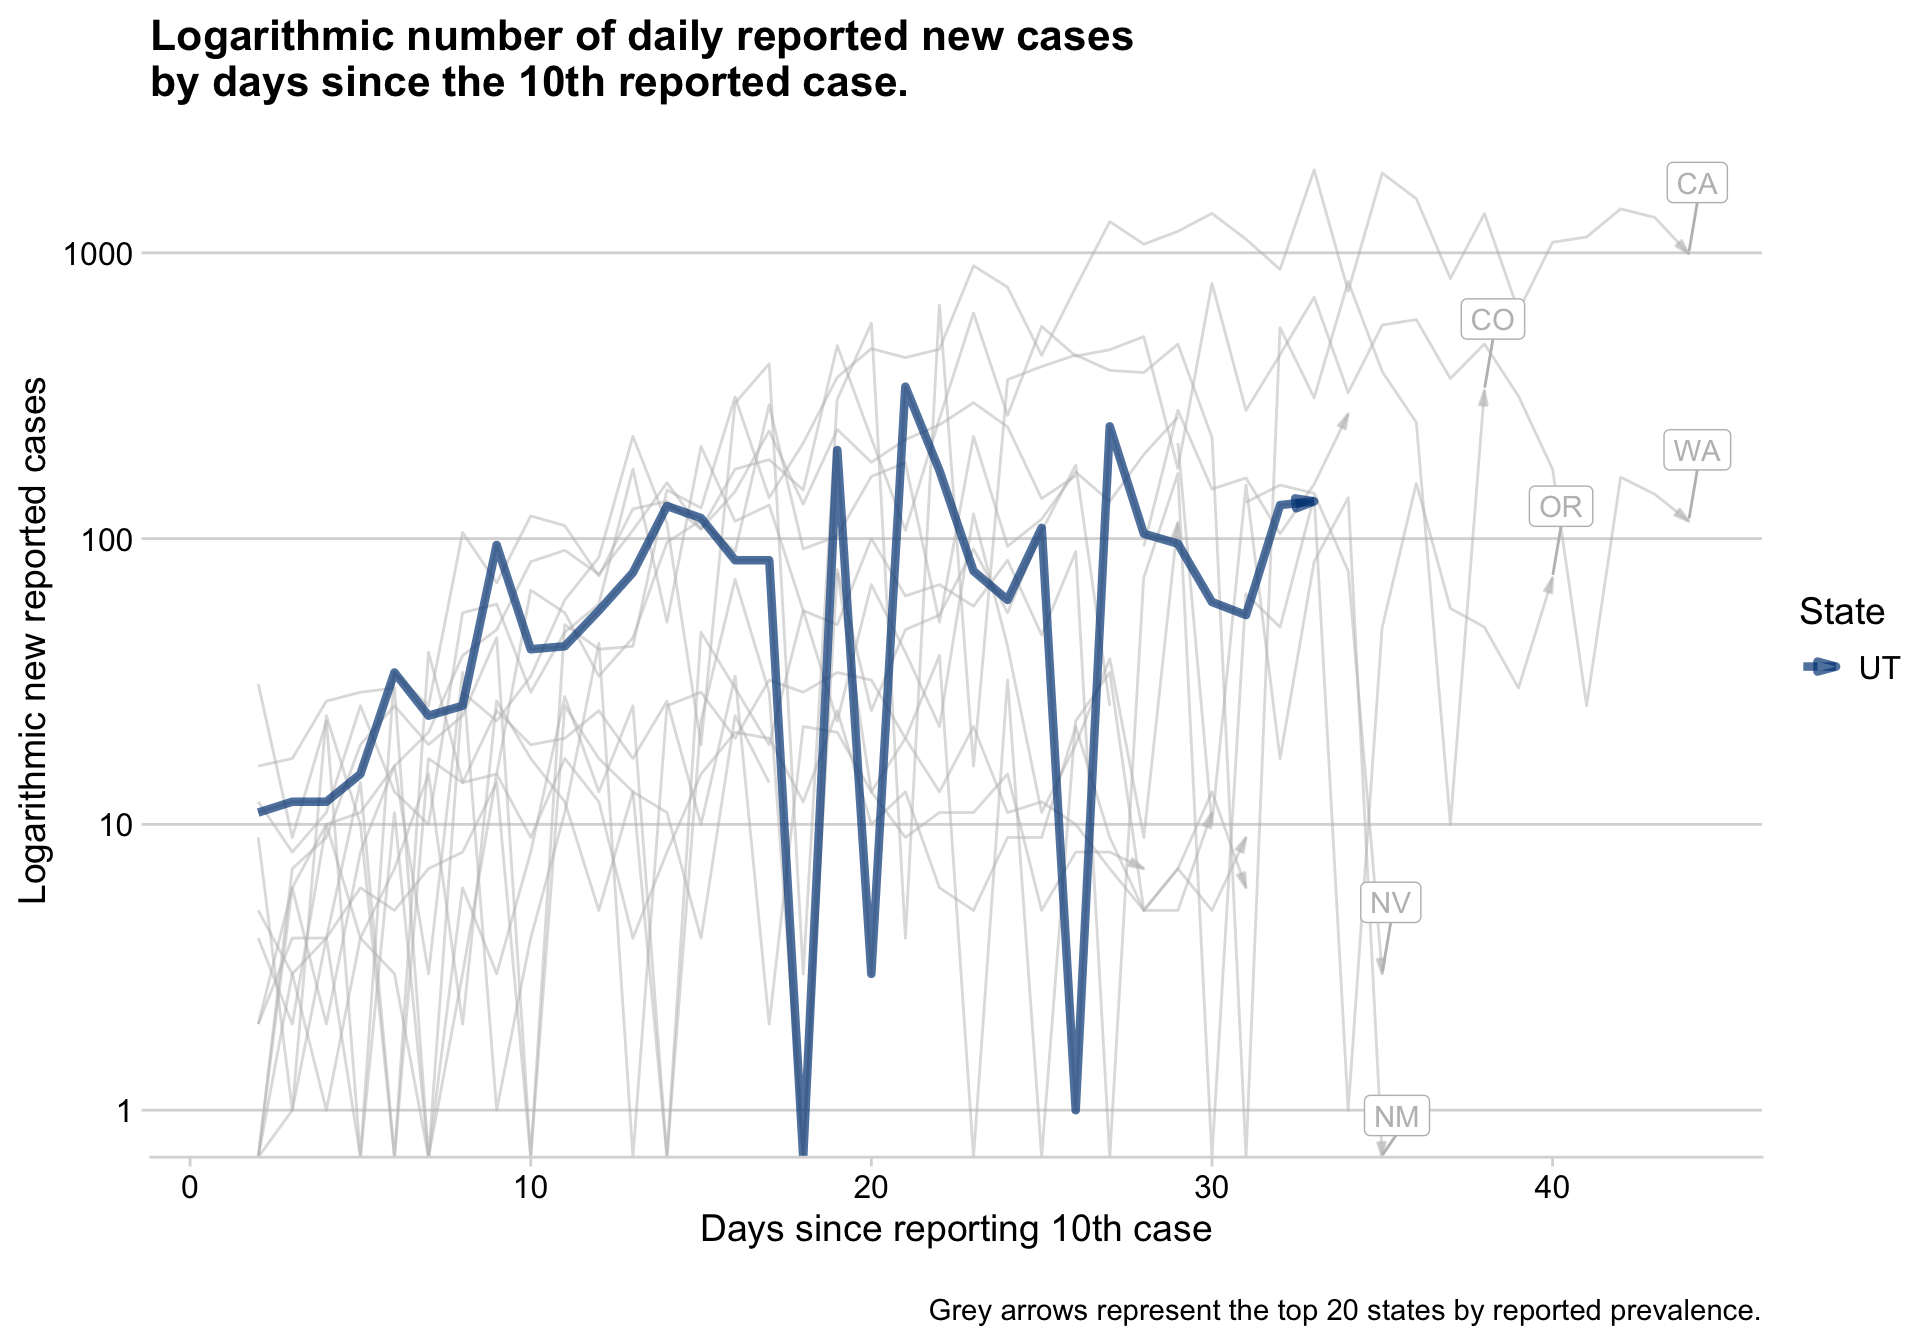 Logarithmic number of daily reported new cases
by days since the 10th reported case.
CA
1000
CO
WA
OR
100
Logarithmic new reported cases
State
UT
10
NV
1
NM
0
10
20
30
40
Days since reporting 10th case
Grey arrows represent the top 20 states by reported prevalence.